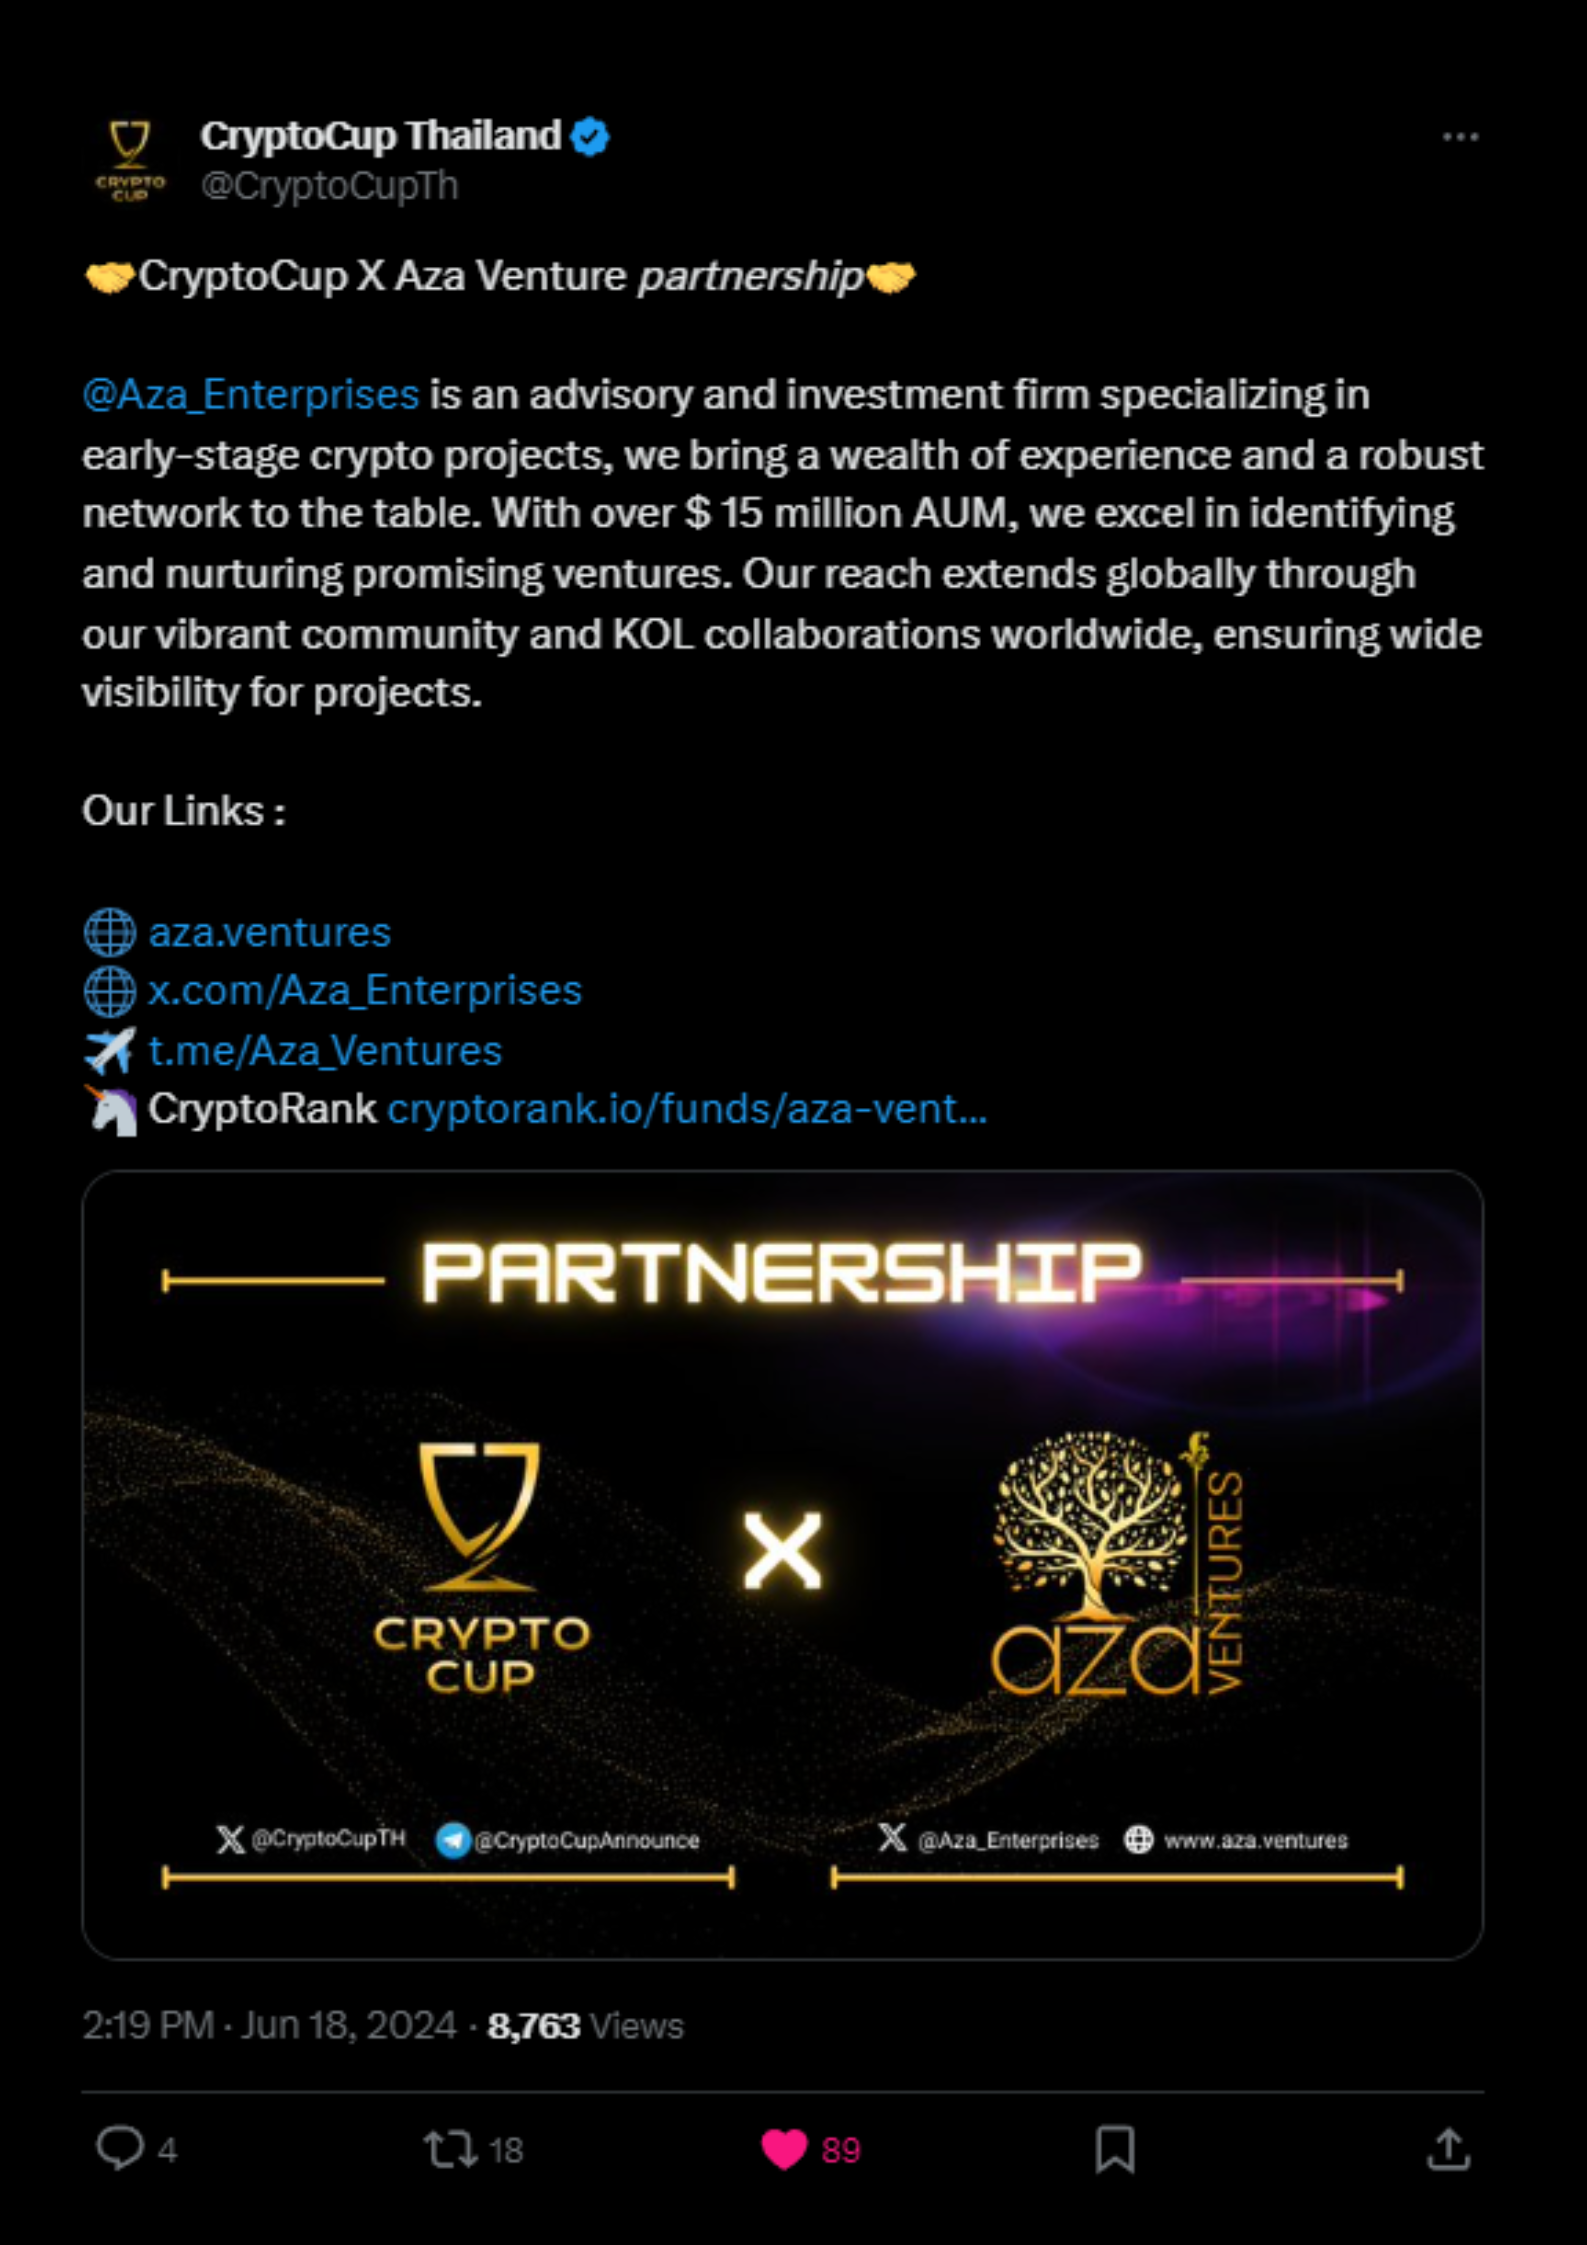 CRYPTO
CUP
CryptoCup Thailand
@CryptoCupTh
🤝CryptoCup X Aza Venture partnership🤝
@Aza_Enterprises is an advisory and investment firm specializing in
early-stage crypto projects, we bring a wealth of experience and a robust
network to the table. With over $ 15 million AUM, we excel in identifying
and nurturing promising ventures. Our reach extends globally through
our vibrant community and KOL collaborations worldwide, ensuring wide
visibility for projects.
Our Links :
🌐 aza.ventures
🌐 x.com/Aza_Enterprises
✈️ t.me/Aza_Ventures
🦄 CryptoRank cryptorank.io/funds/aza-vent...
PARTNERSHIP
CRYPTO
CUP
X
aza
VENTURES
@CryptoCupTH @CryptoCupAnnounce
@Aza_Enterprises www.aza.ventures
2:19 PM · Jun 18, 2024 · 8,763 Views
4 18 89